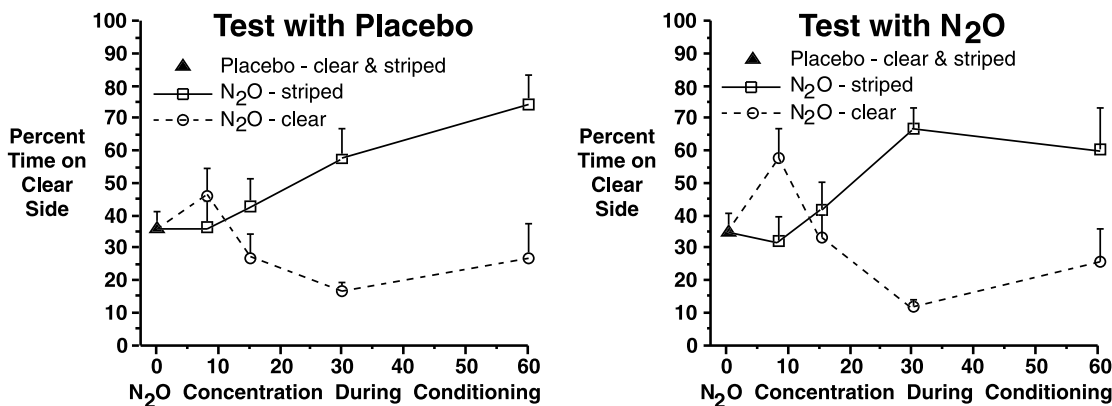 Test with Placebo
100
90
80
70
60
50
40
30
20
10
0
Percent
Time on
Clear
Side
Placebo - clear & striped
N2O - striped
N2O - clear
0 10 20 30 40 50 60
N2O Concentration During Conditioning
Test with N2O
100
90
80
70
60
50
40
30
20
10
0
Percent
Time on
Clear
Side
Placebo - clear & striped
N2O - striped
N2O - clear
0 10 20 30 40 50 60
N2O Concentration During Conditioning